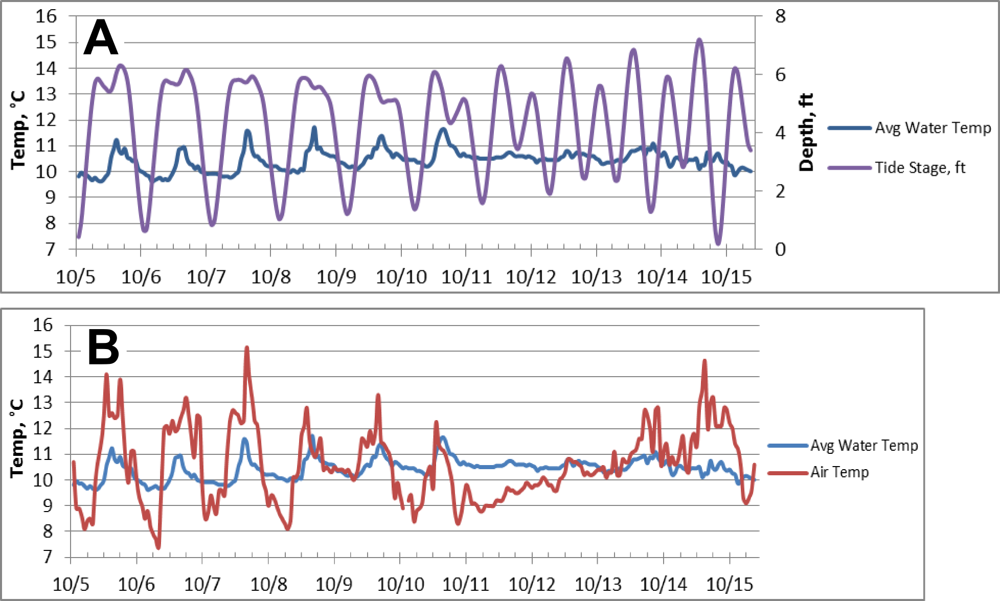 A
16
15
14
13
12
11
10
9
8
7
Temp, °C
8
6
4
2
0
Depth, ft
10/5 10/6 10/7 10/8 10/9 10/10 10/11 10/12 10/13 10/14 10/15
Avg Water Temp
Tide Stage, ft
B
16
15
14
13
12
11
10
9
8
7
Temp, °C
10/5 10/6 10/7 10/8 10/9 10/10 10/11 10/12 10/13 10/14 10/15
Avg Water Temp
Air Temp